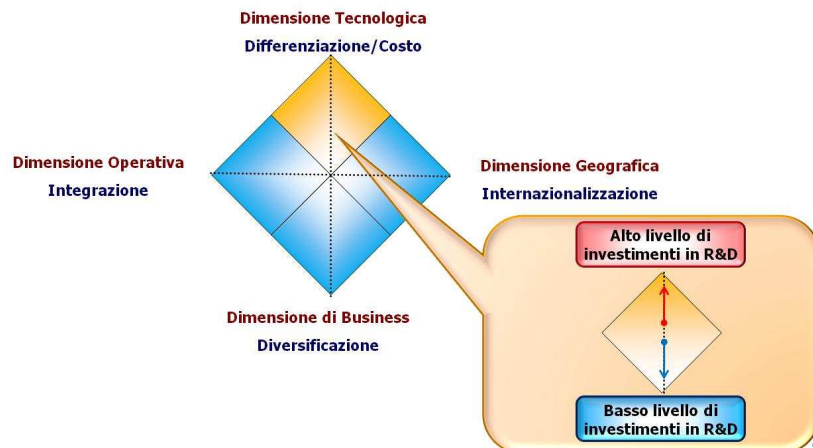 Dimensione Tecnologica
Differenziazione/Costo
Dimensione Operativa
Integrazione
Dimensione Geografica
Internazionalizzazione
Dimensione di Business
Diversificazione
Alto livello di
investimenti in R&D
Basso livello di
investimenti in R&D